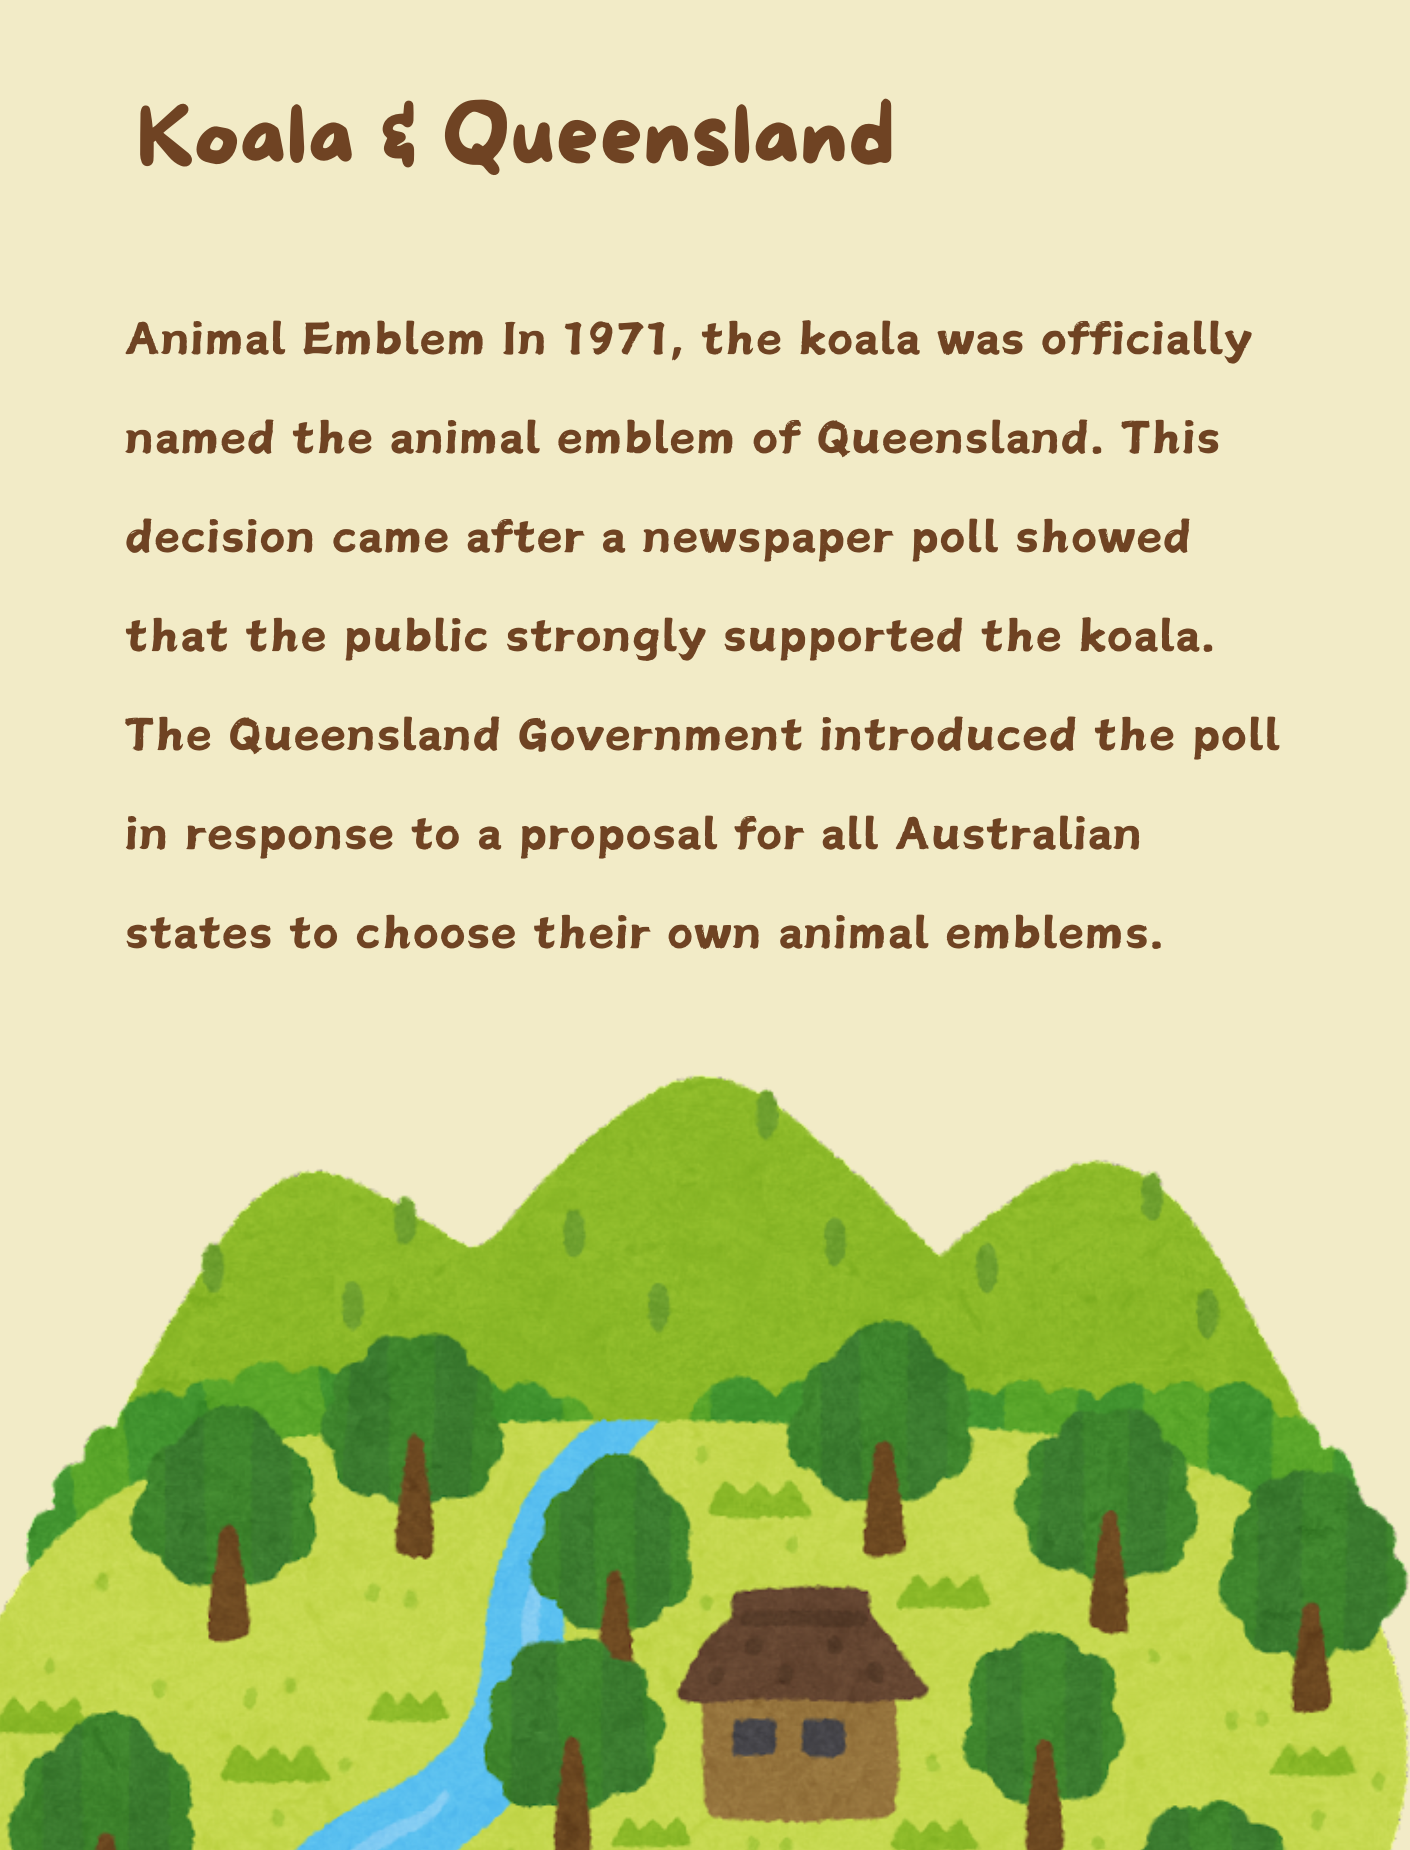 Koala & Queensland
Animal Emblem In 1971, the koala was officially
named the animal emblem of Queensland. This
decision came after a newspaper poll showed
that the public strongly supported the koala.
The Queensland Government introduced the poll
in response to a proposal for all Australian
states to choose their own animal emblems.